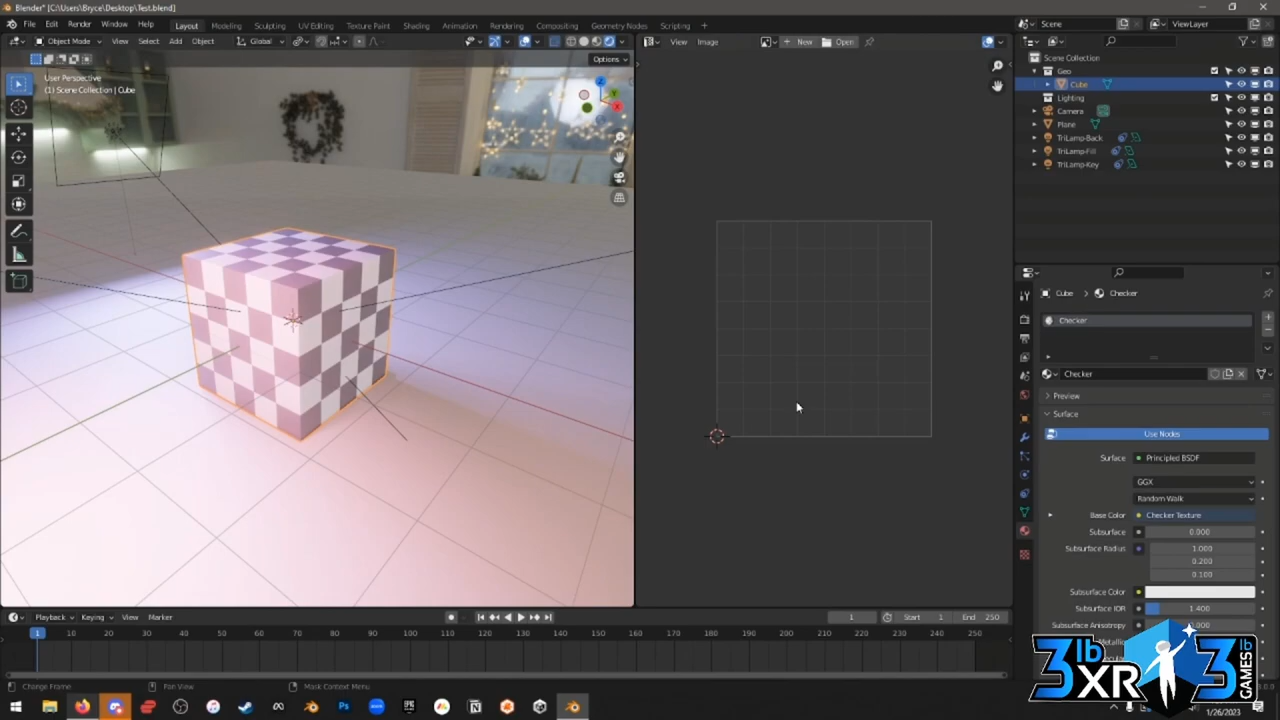 Blender* [C:\Users\Bryce\Desktop\Test.blend]
File Edit Render Window Help Layout Modeling Sculpting UV Editing Texture Paint Shading Animation Rendering Compositing Geometry Nodes Scripting + Scene ViewLayer
Object Mode View Select Add Object Global View Image + New Open
Options
User Perspective
(1) Scene Collection | Cube
Scene Collection
Geo
Cube
Lighting
Camera
Plane
TriLamp-Back
TriLamp-Fill
TriLamp-Key
Cube > Checker
Checker
Checker
Preview
Surface
Use Nodes
Surface Principled BSDF
GGX
Random Walk
Base Color Checker Texture
Subsurface 0.000
Subsurface Radius 1.000
0.200
0.100
Subsurface Color
Subsurface IOR 1.400
Subsurface Anisotropy 0.000
Playback Keying View Marker 1 Start 1 End 250
1 10 20 30 40 50 60 70 80 90 100 110 120 130 140 150 160 170 180 190 200 210 220 230 240 250
Change Frame Pan View Mask Context Menu
3lb XR 3lb GAMES
1/26/2023